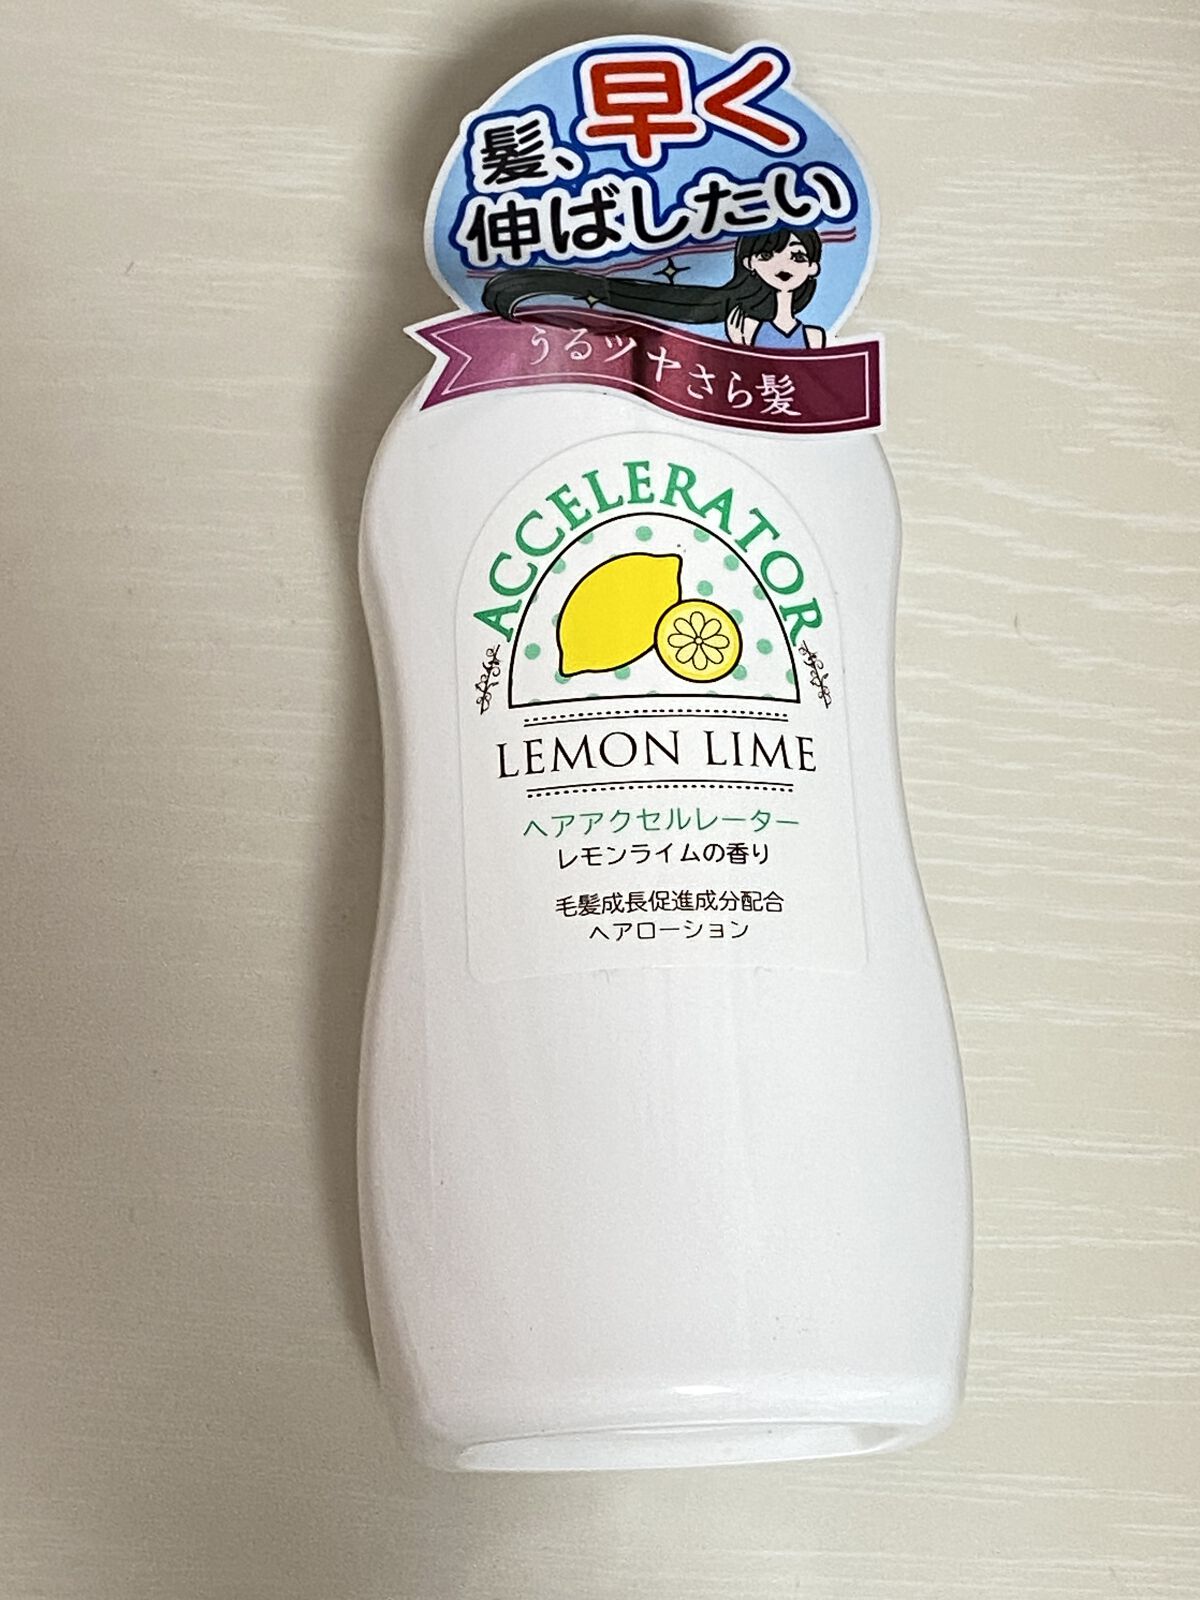 髪、早く
伸ばしたい
うるツヤさら髪
ACCELERATOR
LEMON LIME
ヘアアクセルレーター
レモンライムの香り
毛髪成長促進成分配合
ヘアローション